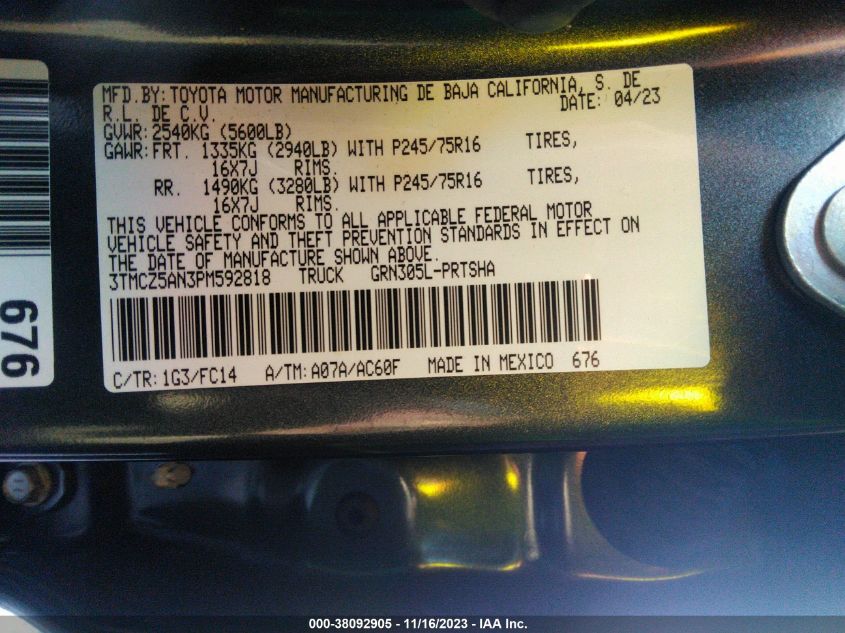 MFD.BY: TOYOTA MOTOR MANUFACTURING DE BAJA CALIFORNIA, S. DE
R.L. DE C.V. DATE: 04/23
GVWR: 2540KG (5600LB)
GAWR: FRT. 1335KG (2940LB) WITH P245/75R16 TIRES,
16X7J RIMS.
RR. 1490KG (3280LB) WITH P245/75R16 TIRES,
16X7J RIMS.
THIS VEHICLE CONFORMS TO ALL APPLICABLE FEDERAL MOTOR
VEHICLE SAFETY AND THEFT PREVENTION STANDARDS IN EFFECT ON
THE DATE OF MANUFACTURE SHOWN ABOVE.
3TMCZ5AN3PM592818 TRUCK GRN305L-PRTSHA
C/TR: 1G3/FC14 A/TM: A07A/AC60F MADE IN MEXICO 676
676
000-38092905 - 11/16/2023 - IAA Inc.